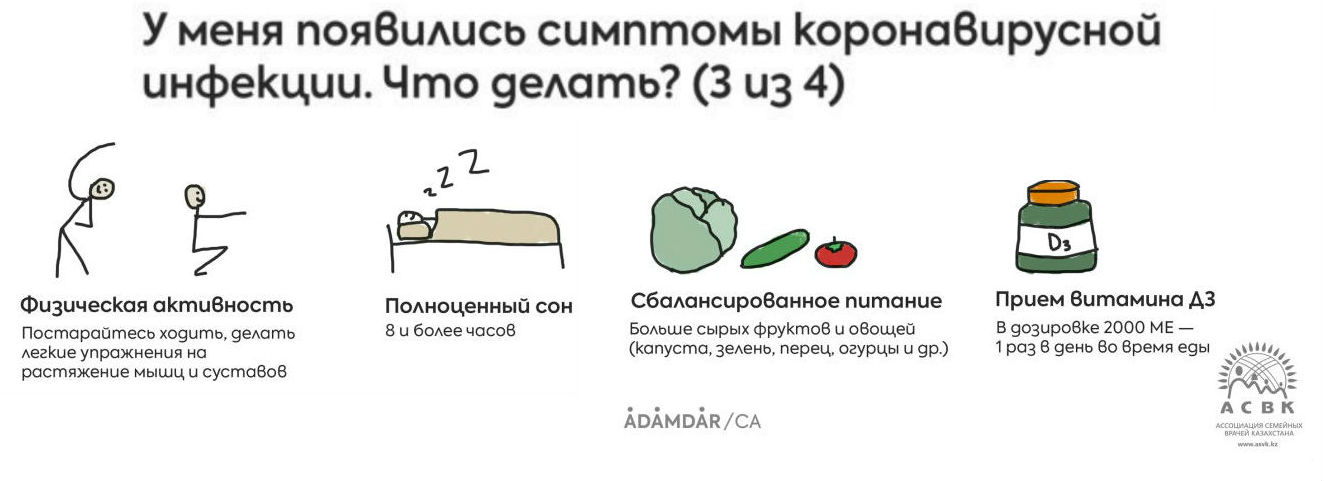 У меня появились симптомы коронавирусной
инфекции. Что делать? (3 из 4)
Физическая активность
Постарайтесь ходить, делать
легкие упражнения на
растяжение мышц и суставов
Z Z Z
Полноценный сон
8 и более часов
Сбалансированное питание
Больше сырых фруктов и овощей
(капуста, зелень, перец, огурцы и др.)
D3
Прием витамина Д3
В дозировке 2000 МЕ —
1 раз в день во время еды
ADAMDAR/CA
АСВК
АССОЦИАЦИЯ СЕМЕЙНЫХ
ВРАЧЕЙ КАЗАХСТАНА
www.asvk.kz